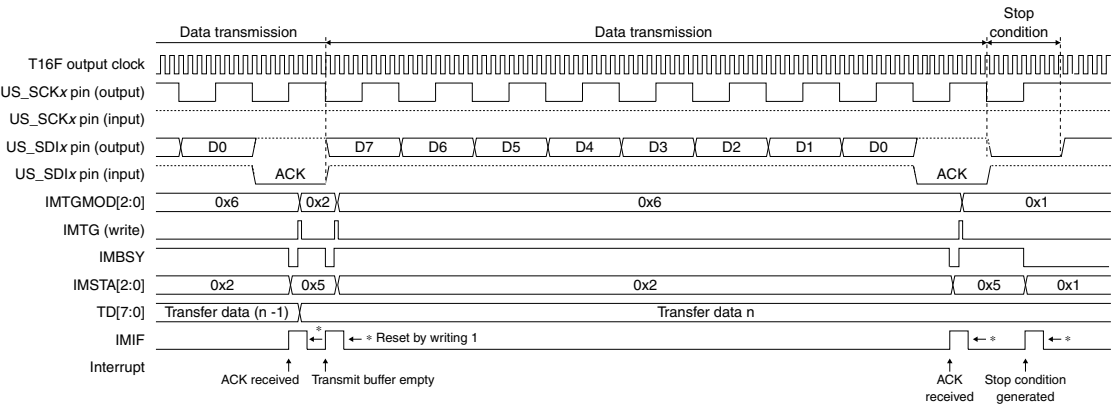 Stop
Data transmission Data transmission condition
T16F output clock
US_SCKx pin (output)
US_SCKx pin (input)
US_SDIx pin (output) D0 D7 D6 D5 D4 D3 D2 D1 D0
US_SDIx pin (input) ACK ACK
IMTGMOD[2:0] 0x6 0x2 0x6 0x1
IMTG (write)
IMBSY
IMSTA[2:0] 0x2 0x5 0x2 0x5 0x1
TD[7:0] Transfer data (n -1) Transfer data n
IMIF * * Reset by writing 1 * *
Interrupt
ACK received Transmit buffer empty ACK Stop condition
received generated